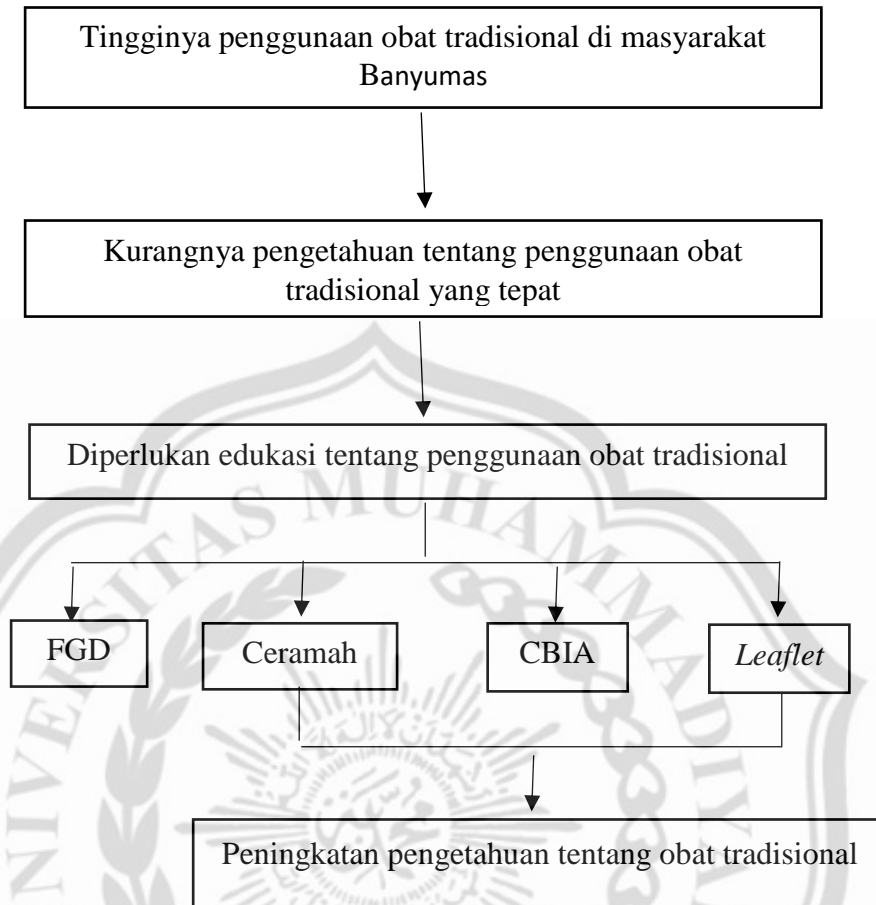 Tingginya penggunaan obat tradisional di masyarakat
Banyumas
Kurangnya pengetahuan tentang penggunaan obat
tradisional yang tepat
Diperlukan edukasi tentang penggunaan obat tradisional
FGD
Ceramah
CBIA
Leaflet
Peningkatan pengetahuan tentang obat tradisional